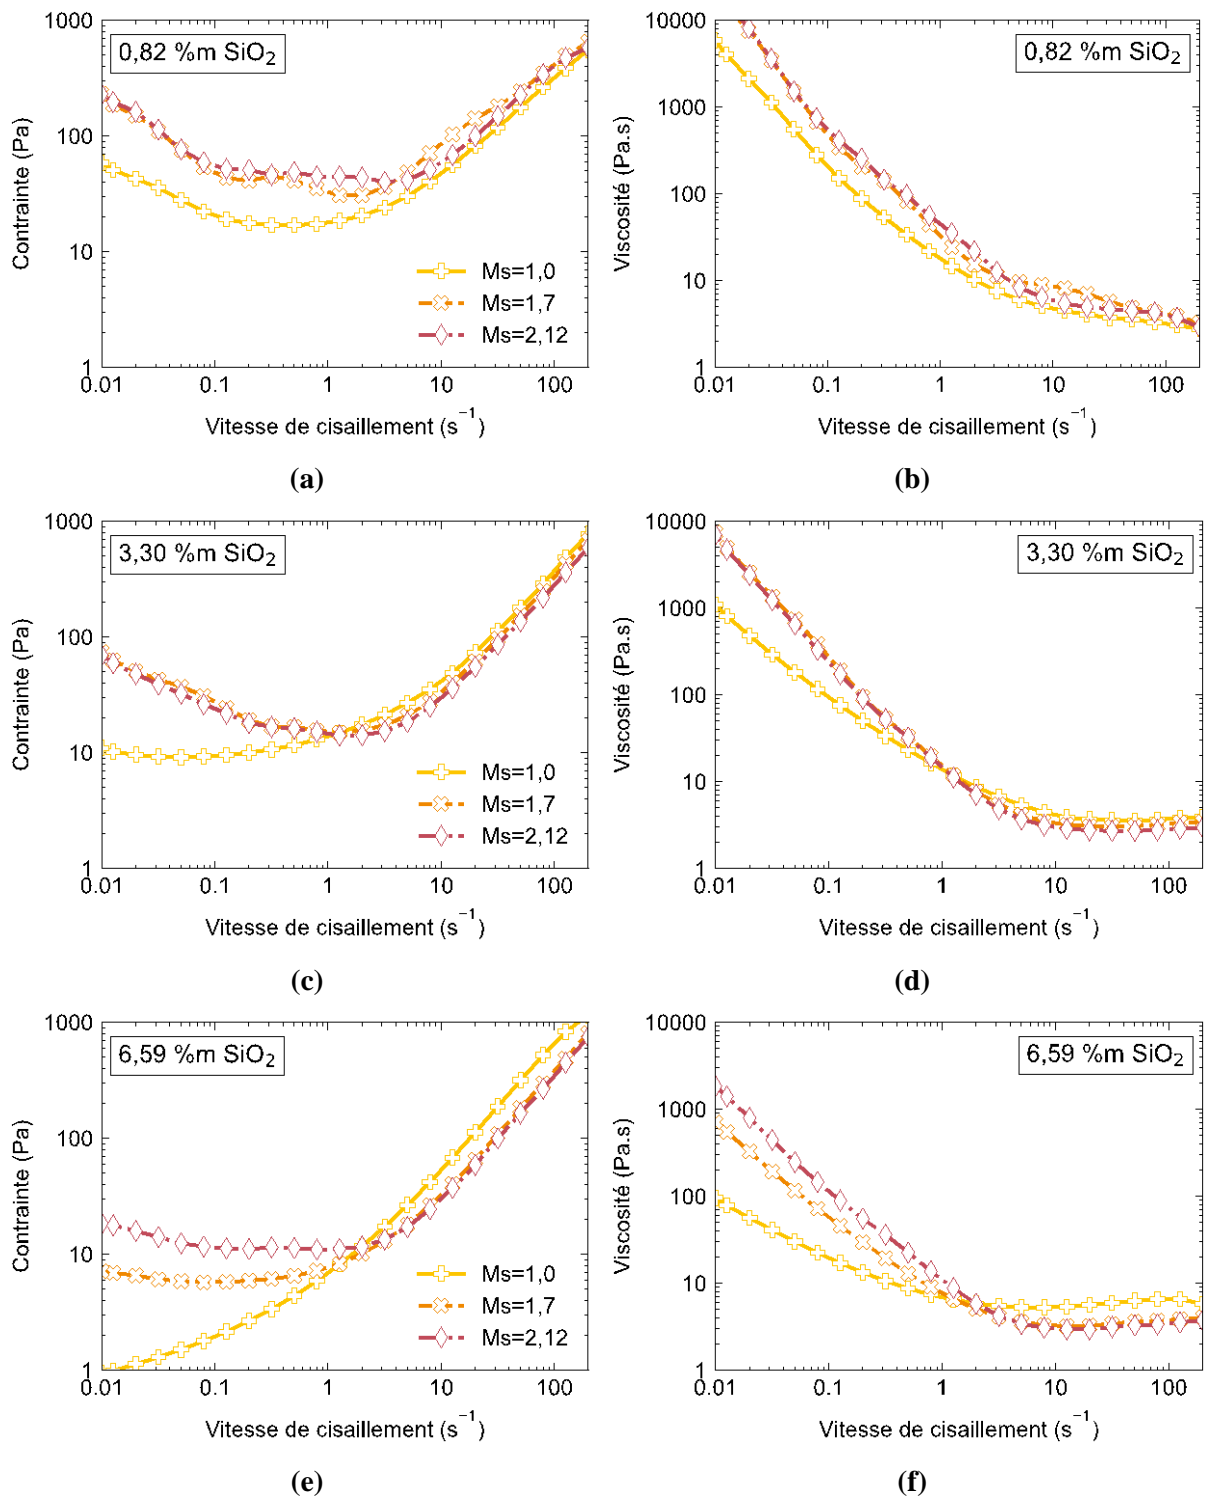 1000
100
10
1
Contrainte (Pa)
0,82 %m SiO₂
Ms=1,0
Ms=1,7
Ms=2,12
0.01 0.1 1 10 100
Vitesse de cisaillement (s⁻¹)
(a)
10000
1000
100
10
1
Viscosité (Pa.s)
0,82 %m SiO₂
0.01 0.1 1 10 100
Vitesse de cisaillement (s⁻¹)
(b)
1000
100
10
1
Contrainte (Pa)
3,30 %m SiO₂
Ms=1,0
Ms=1,7
Ms=2,12
0.01 0.1 1 10 100
Vitesse de cisaillement (s⁻¹)
(c)
10000
1000
100
10
1
Viscosité (Pa.s)
3,30 %m SiO₂
0.01 0.1 1 10 100
Vitesse de cisaillement (s⁻¹)
(d)
1000
100
10
1
Contrainte (Pa)
6,59 %m SiO₂
Ms=1,0
Ms=1,7
Ms=2,12
0.01 0.1 1 10 100
Vitesse de cisaillement (s⁻¹)
(e)
10000
1000
100
10
1
Viscosité (Pa.s)
6,59 %m SiO₂
0.01 0.1 1 10 100
Vitesse de cisaillement (s⁻¹)
(f)